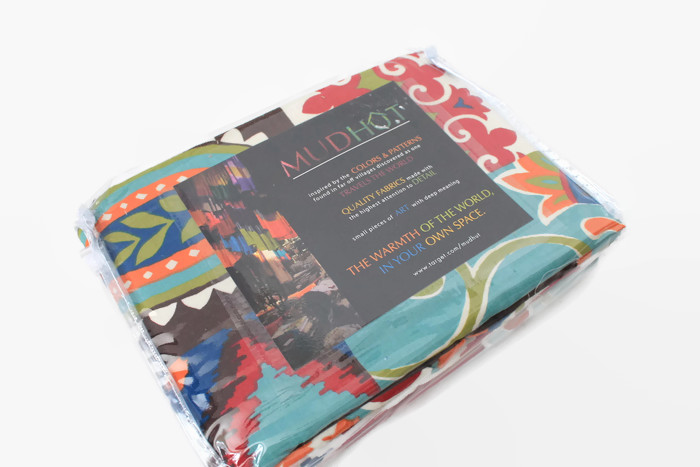 MUDHUT
inspired by the COLORS & PATTERNS
found in far off villages discovered as one
TRAVELS THE WORLD
QUALITY FABRICS made with
the highest attention to DETAIL
small pieces of ART with deep meaning
THE WARMTH OF THE WORLD,
IN YOUR OWN SPACE.
www.target.com/mudhut